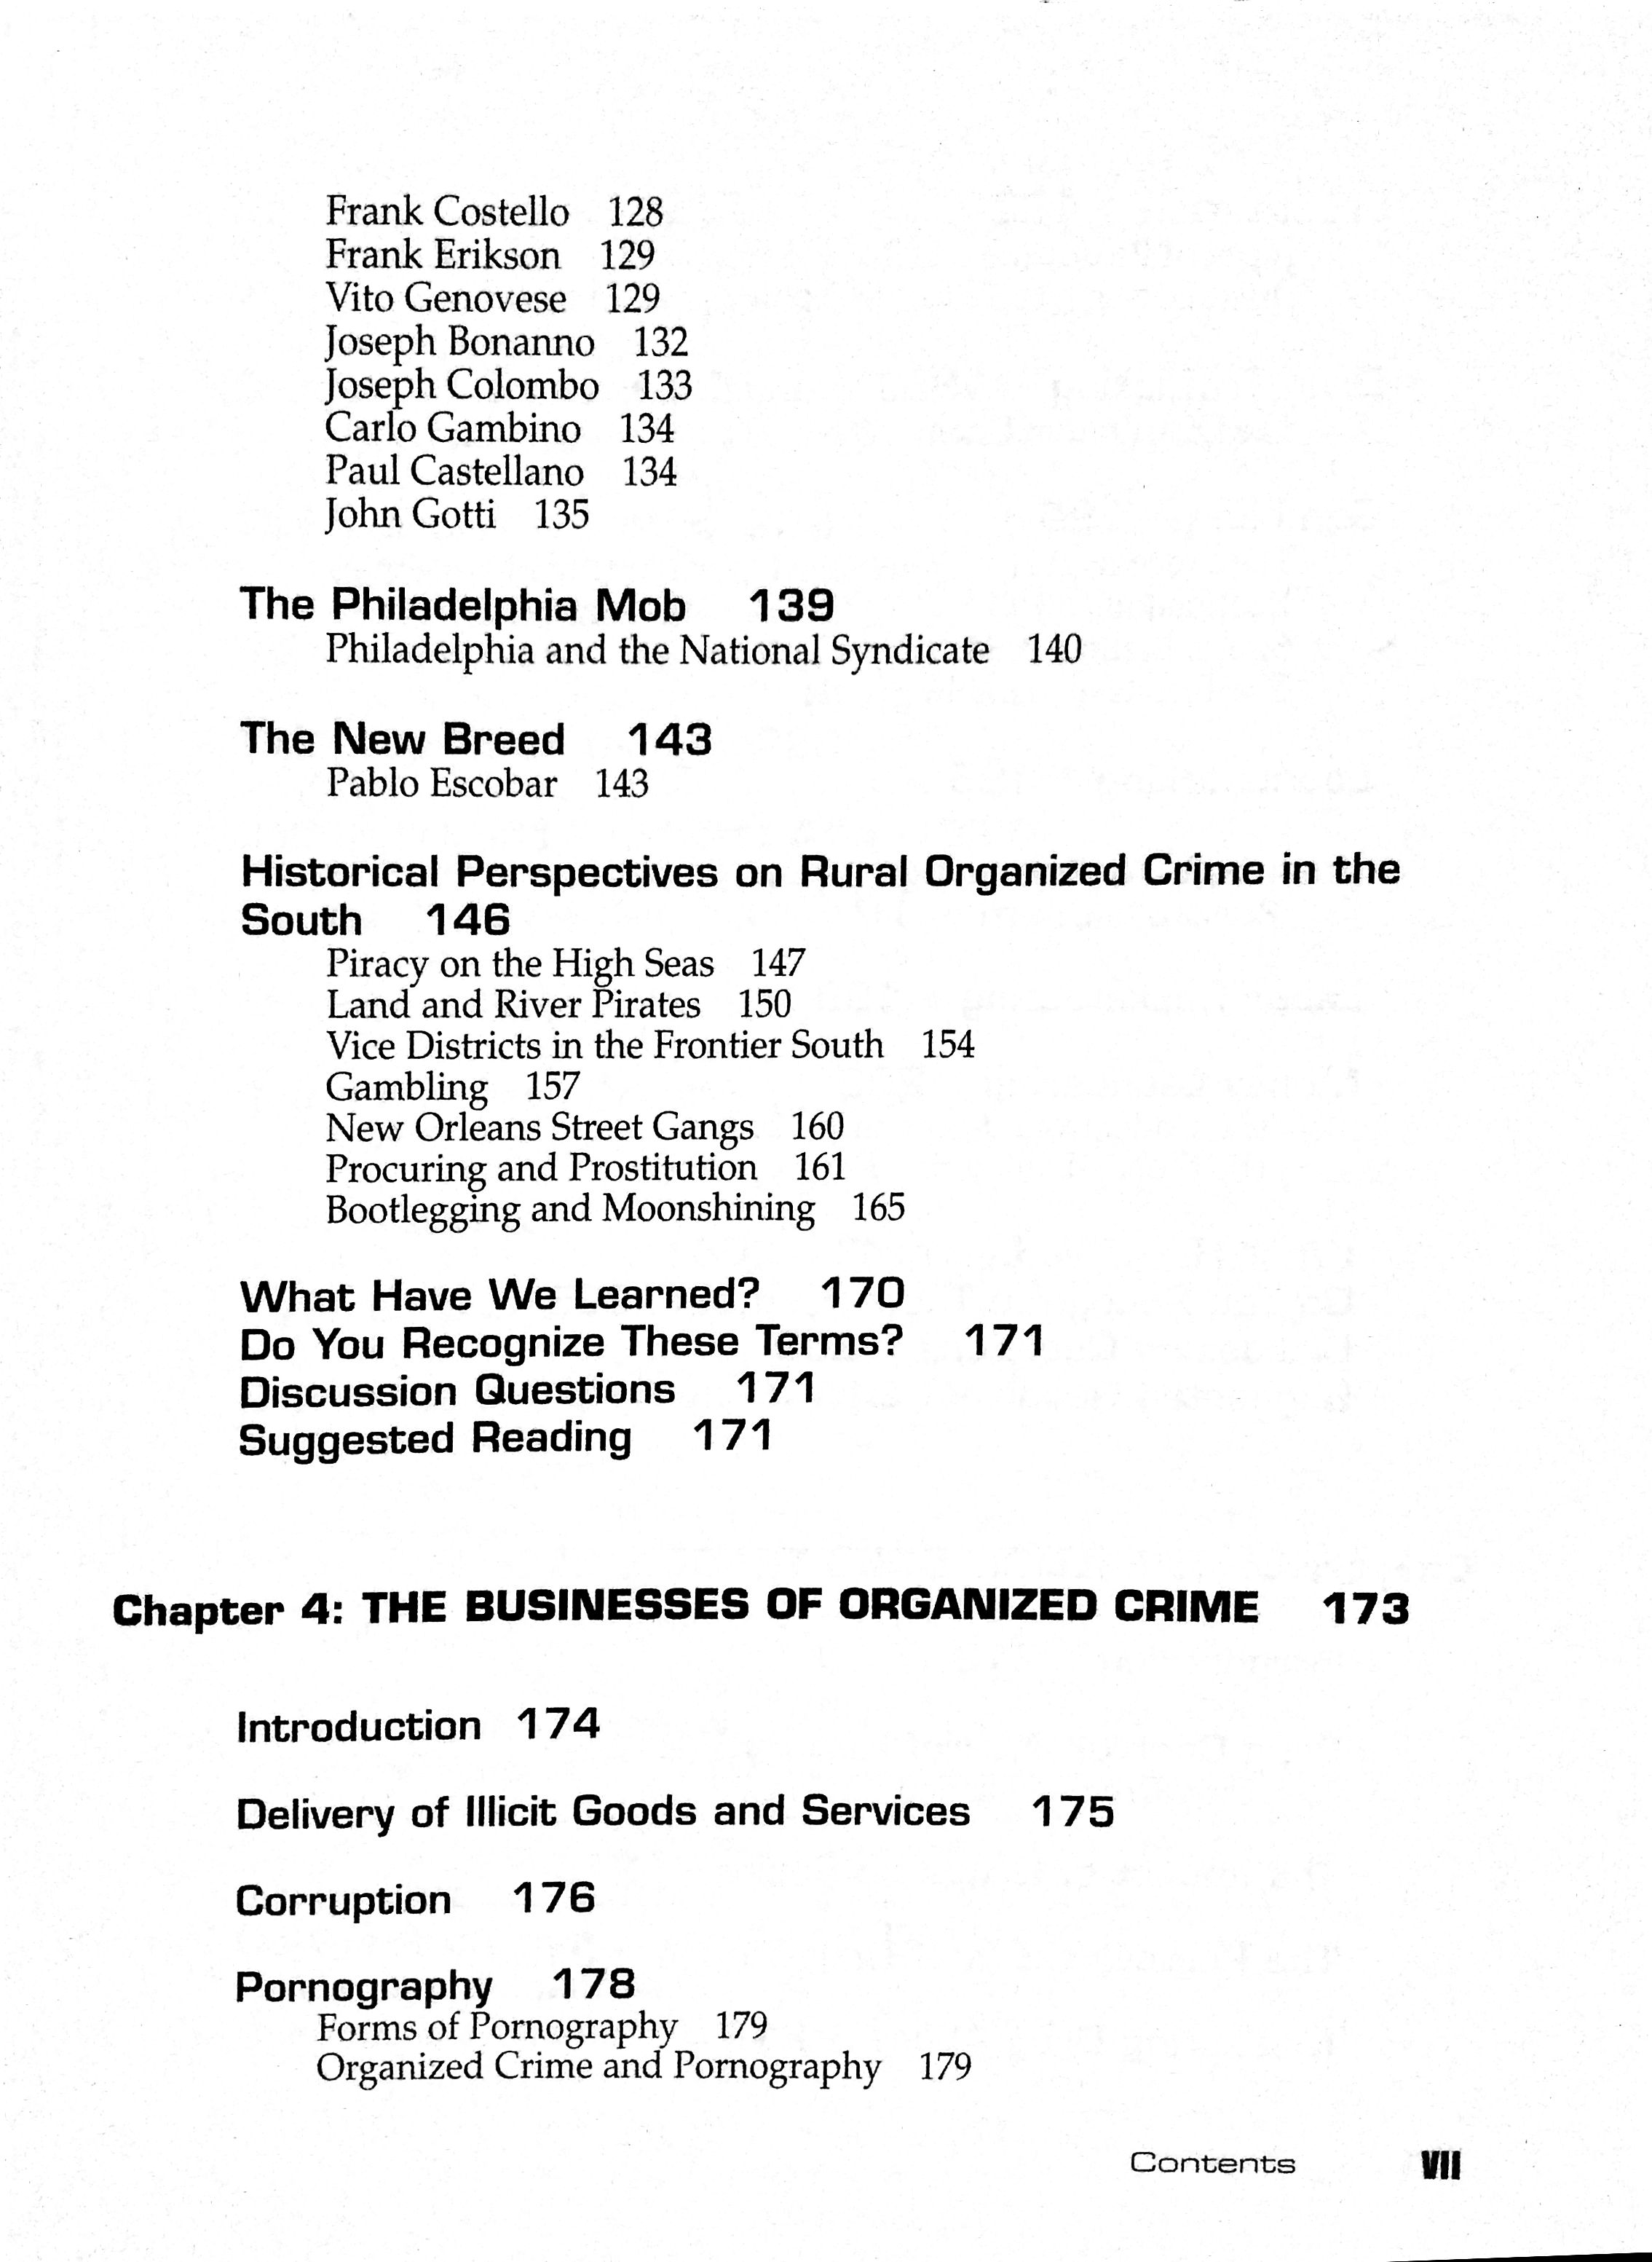 Frank Costello 128
Frank Erikson 129
Vito Genovese 129
Joseph Bonanno 132
Joseph Colombo 133
Carlo Gambino 134
Paul Castellano 134
John Gotti 135
The Philadelphia Mob 139
Philadelphia and the National Syndicate 140
The New Breed 143
Pablo Escobar 143
Historical Perspectives on Rural Organized Crime in the
South 146
Piracy on the High Seas 147
Land and River Pirates 150
Vice Districts in the Frontier South 154
Gambling 157
New Orleans Street Gangs 160
Procuring and Prostitution 161
Bootlegging and Moonshining 165
What Have We Learned? 170
Do You Recognize These Terms? 171
Discussion Questions 171
Suggested Reading 171
Chapter 4: THE BUSINESSES OF ORGANIZED CRIME 173
Introduction 174
Delivery of Illicit Goods and Services 175
Corruption 176
Pornography 178
Forms of Pornography 179
Organized Crime and Pornography 179
Contents VII